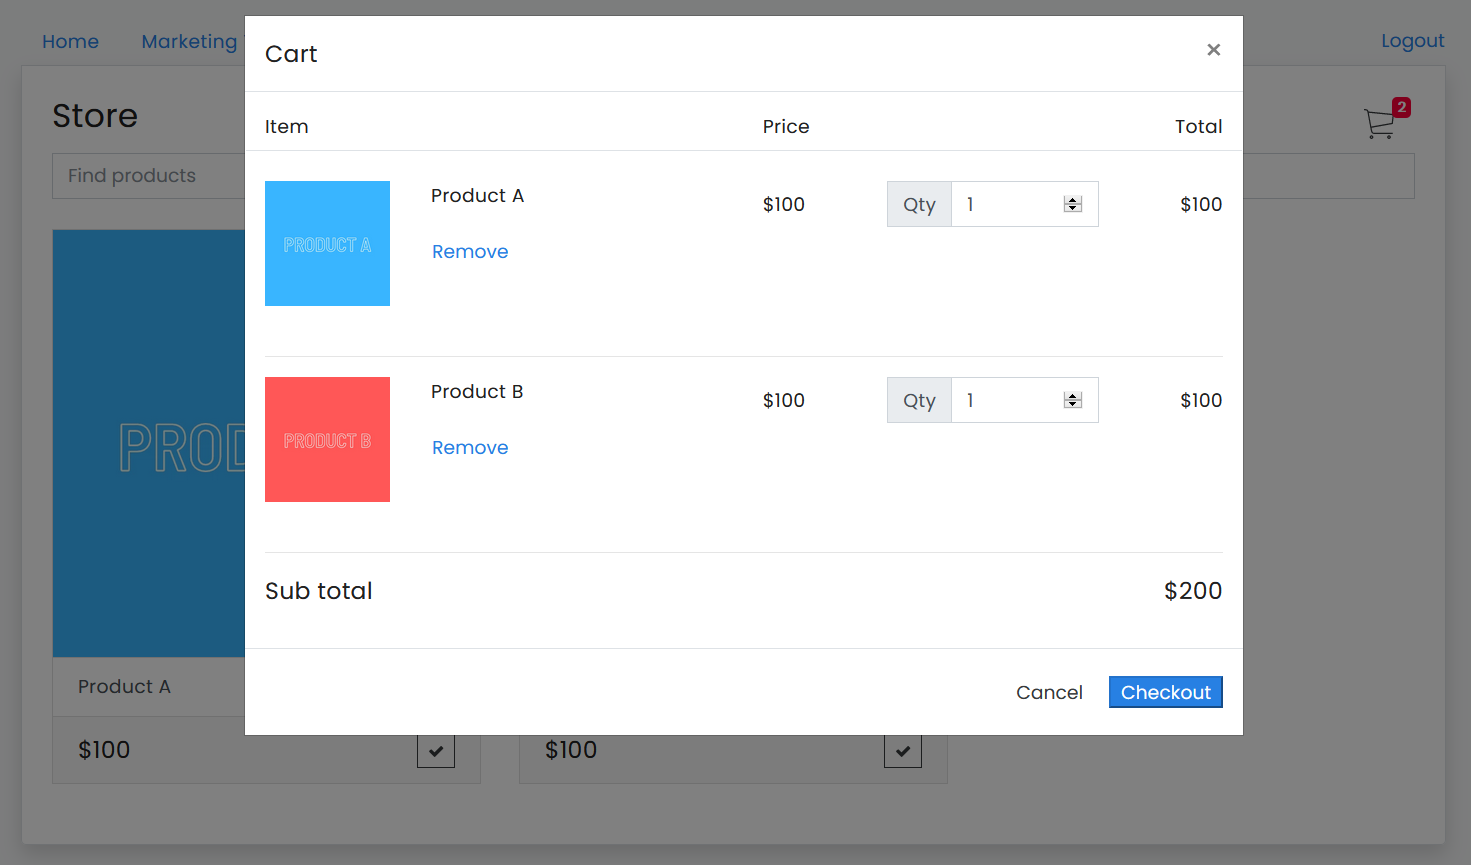 Home Marketing Logout
Cart ×
Store
2
Item Price Total
Find products
PRODUCT A
Product A $100 Qty 1 $100
Remove
PRODUCT B
Product B $100 Qty 1 $100
Remove
Sub total $200
Cancel Checkout
Product A
$100 $100